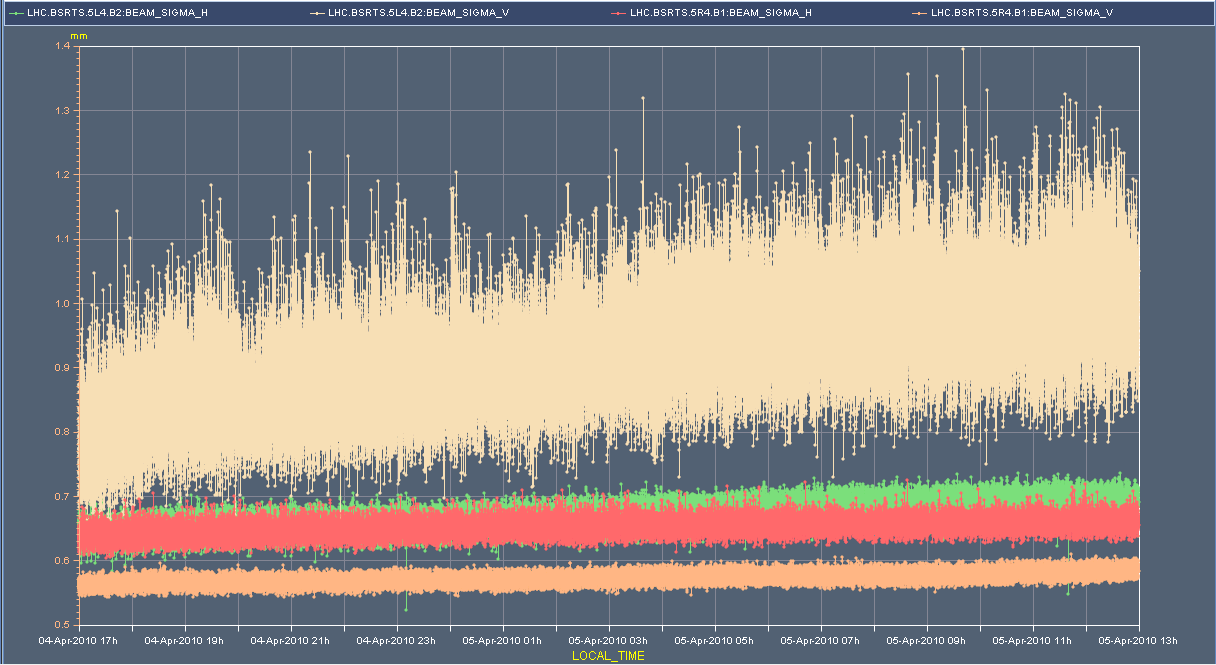 LHC.BSRTS.5L4.B2:BEAM_SIGMA_H LHC.BSRTS.5L4.B2:BEAM_SIGMA_V LHC.BSRTS.5R4.B1:BEAM_SIGMA_H LHC.BSRTS.5R4.B1:BEAM_SIGMA_V
mm
1.4
1.3
1.2
1.1
1.0
0.9
0.8
0.7
0.6
0.5
04-Apr-2010 17h 04-Apr-2010 19h 04-Apr-2010 21h 04-Apr-2010 23h 05-Apr-2010 01h 05-Apr-2010 03h 05-Apr-2010 05h 05-Apr-2010 07h 05-Apr-2010 09h 05-Apr-2010 11h 05-Apr-2010 13h
LOCAL_TIME